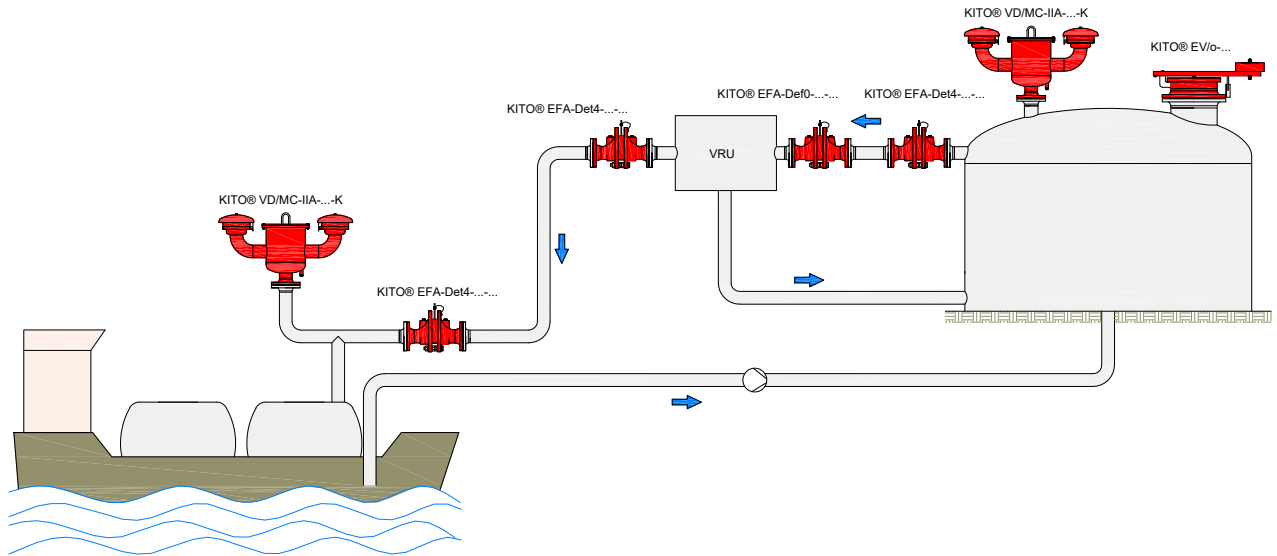 KITO® VD/MC-IIA-...-K
KITO® EV/o-...
KITO® EFA-Det4-...-...
KITO® EFA-Def0-...-...
KITO® EFA-Det4-...-...
VRU
KITO® VD/MC-IIA-...-K
KITO® EFA-Det4-...-...